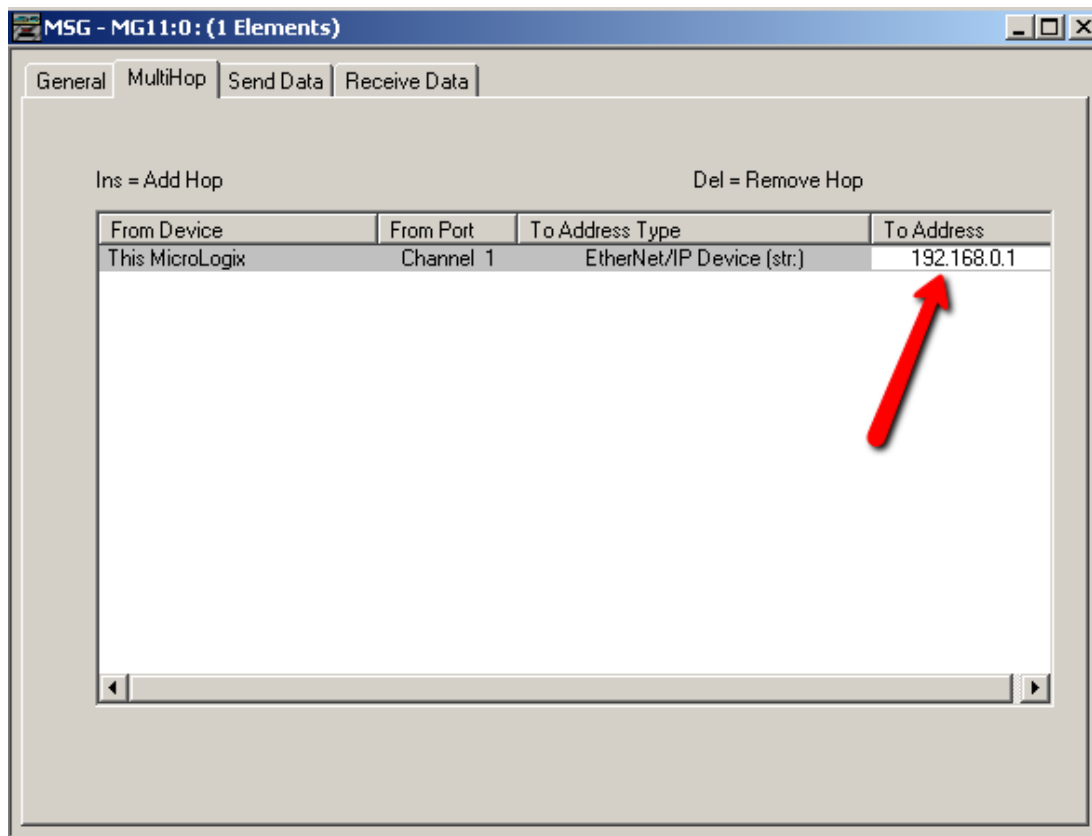 MSG - MG11:0 : (1 Elements)
General MultiHop Send Data Receive Data
Ins = Add Hop Del = Remove Hop
From Device From Port To Address Type To Address
This MicroLogix Channel 1 EtherNet/IP Device (str:) 192.168.0.1